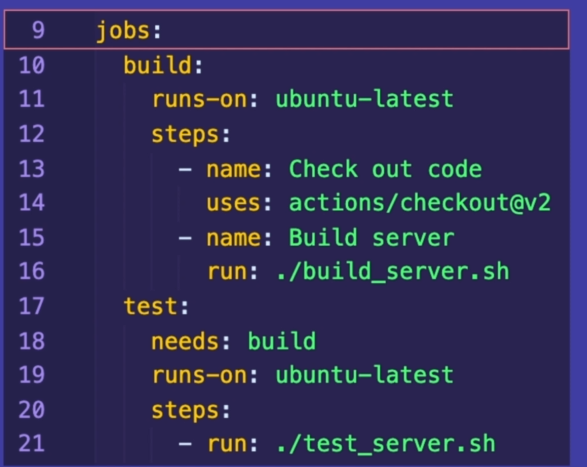 9 jobs:
10 build:
11 runs-on: ubuntu-latest
12 steps:
13 - name: Check out code
14 uses: actions/checkout@v2
15 - name: Build server
16 run: ./build_server.sh
17 test:
18 needs: build
19 runs-on: ubuntu-latest
20 steps:
21 - run: ./test_server.sh